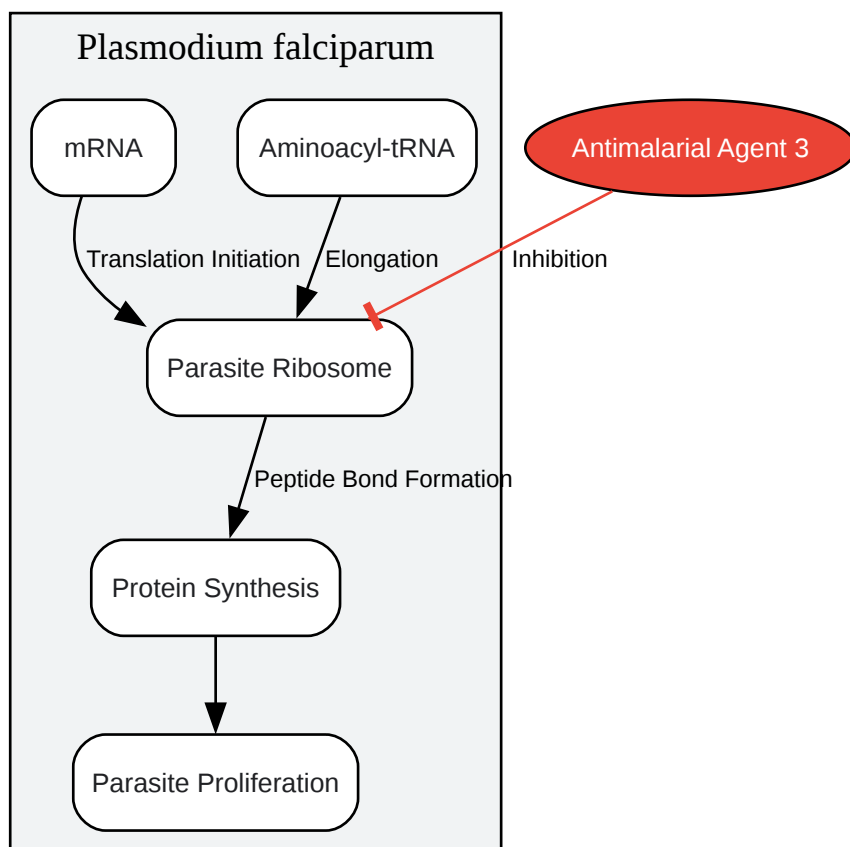 Plasmodium falciparum
mRNA
Aminoacyl-tRNA
Antimalarial Agent 3
Translation Initiation
Elongation
Inhibition
Parasite Ribosome
Peptide Bond Formation
Protein Synthesis
Parasite Proliferation